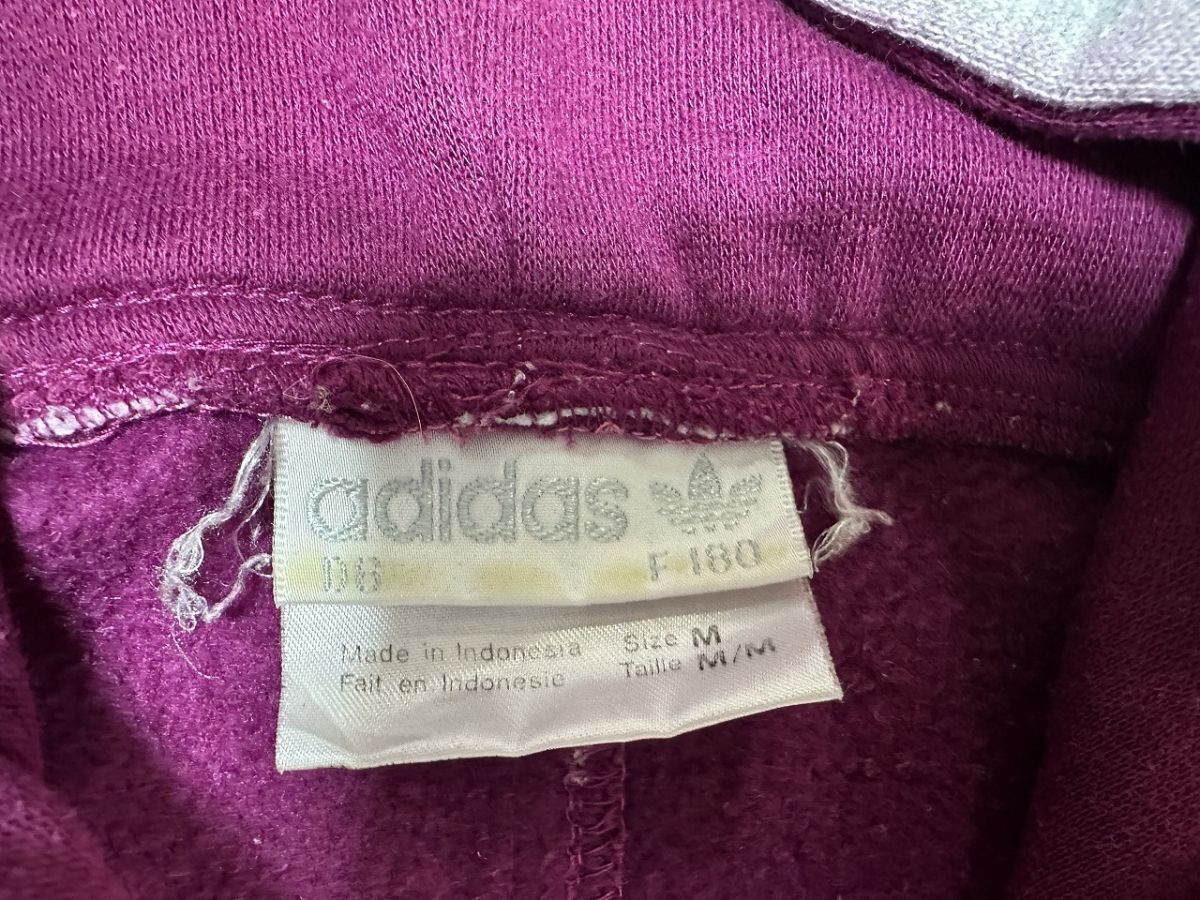 adidas
D6 F 180
Made in Indonesia Size M
Fait en Indonesie Taille M/M